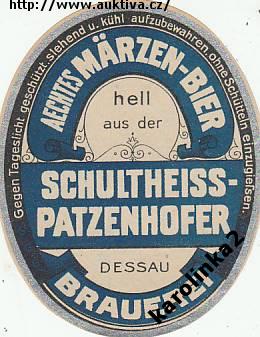 http://www.auktiva.cz/
Gegen Tageslicht geschützt, stehend u. kühl aufzubewahren, ohne Schütteln einzugießen.
AECHTES MÄRZEN-BIER
hell
aus der
SCHULTHEISS-
PATZENHOFER
DESSAU
BRAUEREI
karolinka2